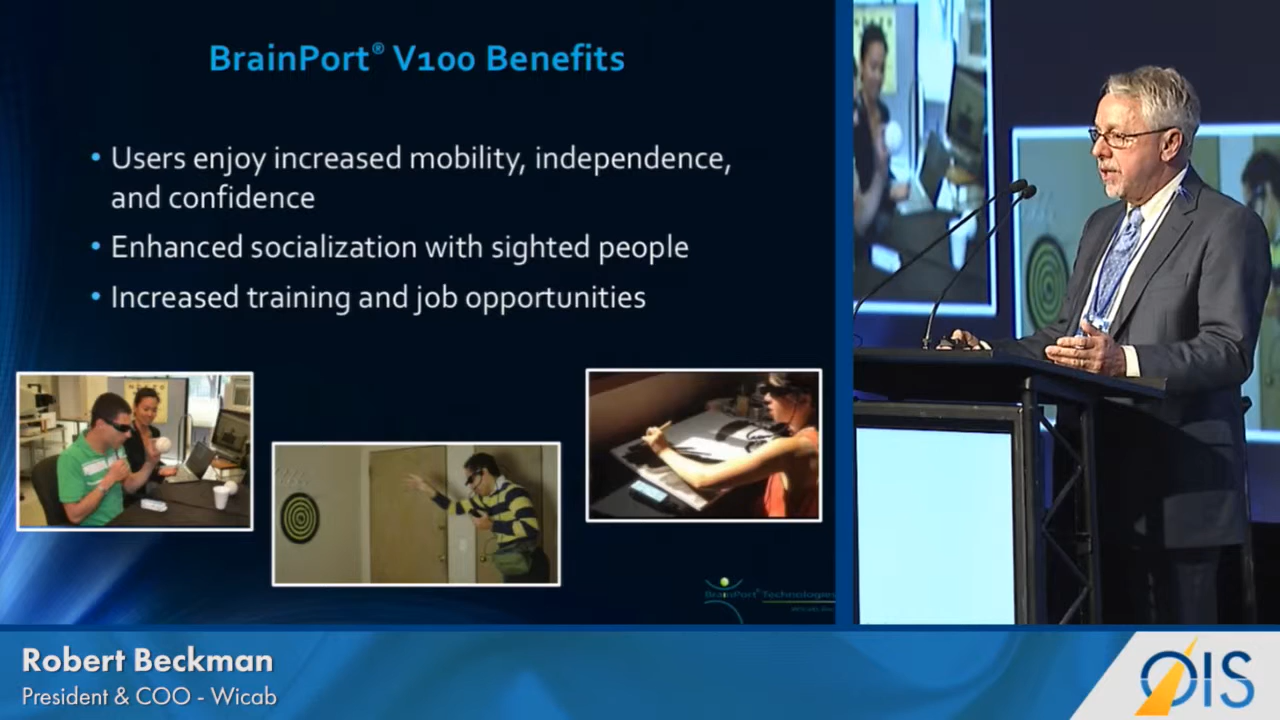 BrainPort® V100 Benefits
• Users enjoy increased mobility, independence,
and confidence
• Enhanced socialization with sighted people
• Increased training and job opportunities
BrainPort® Technologies
Robert Beckman
President & COO - Wicab
OIS